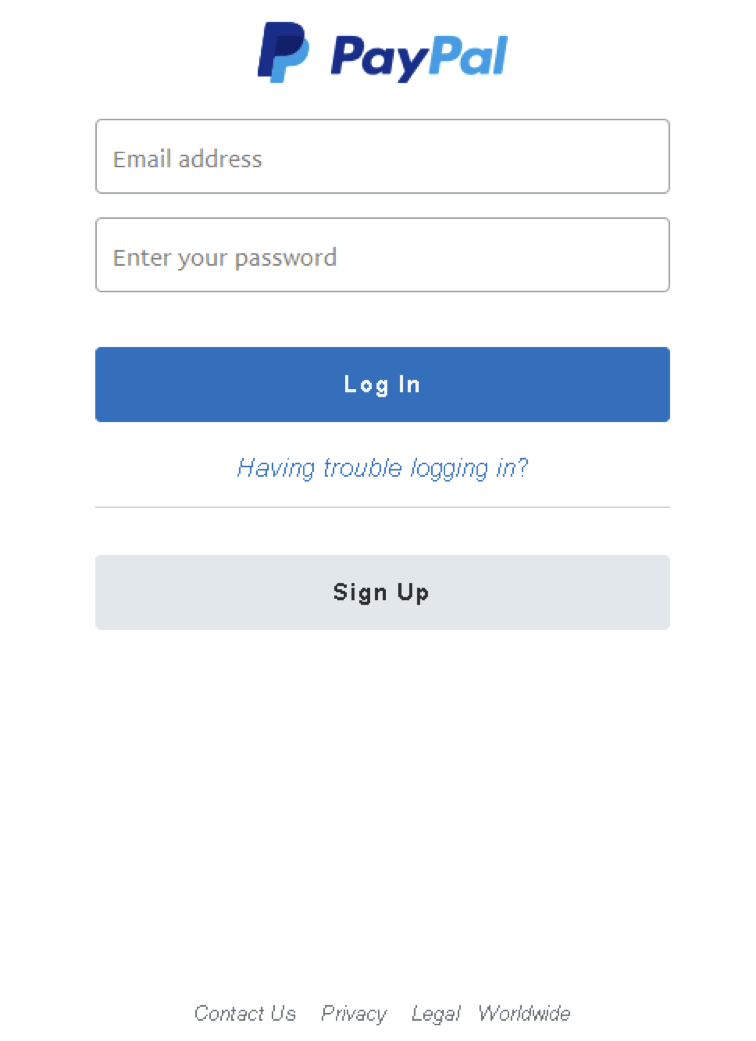 PayPal
Email address
Enter your password
Log In
Having trouble logging in?
Sign Up
Contact Us Privacy Legal Worldwide